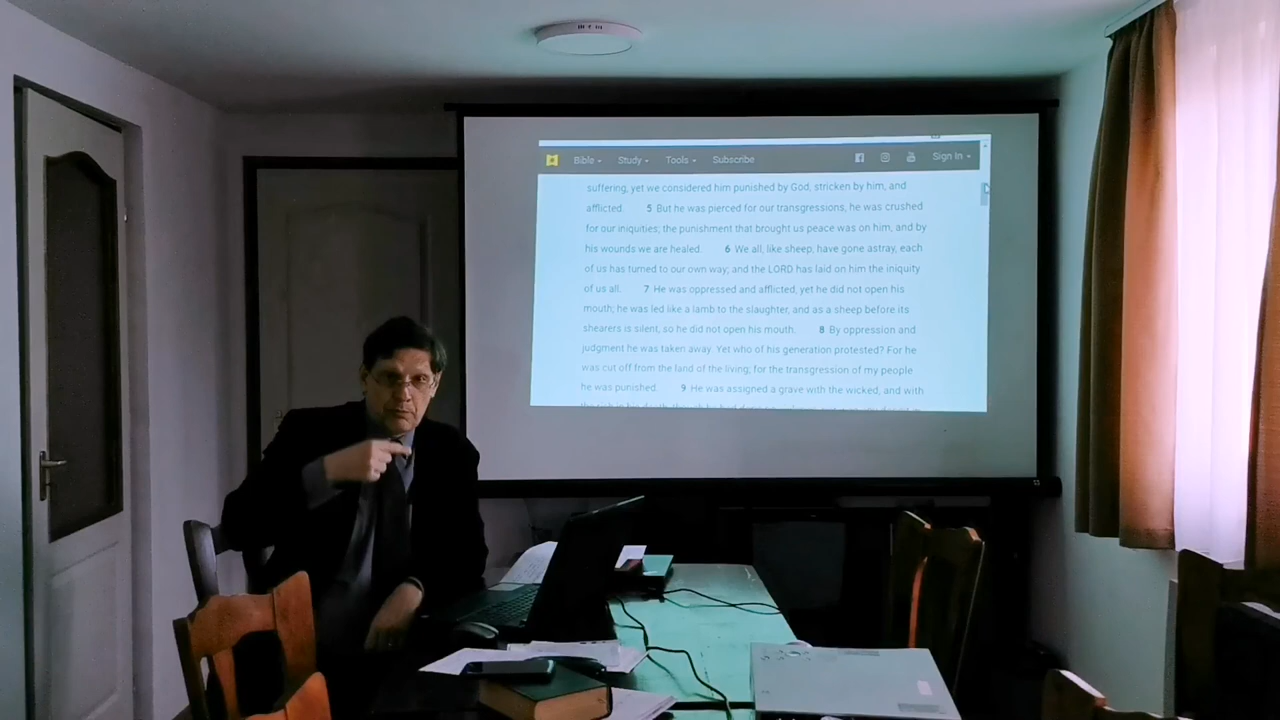 Bible Study Tools Subscribe Sign In
suffering, yet we considered him punished by God, stricken by him, and
afflicted. 5 But he was pierced for our transgressions, he was crushed
for our iniquities; the punishment that brought us peace was on him, and by
his wounds we are healed. 6 We all, like sheep, have gone astray, each
of us has turned to our own way; and the LORD has laid on him the iniquity
of us all. 7 He was oppressed and afflicted, yet he did not open his
mouth; he was led like a lamb to the slaughter, and as a sheep before its
shearers is silent, so he did not open his mouth. 8 By oppression and
judgment he was taken away. Yet who of his generation protested? For he
was cut off from the land of the living; for the transgression of my people
he was punished. 9 He was assigned a grave with the wicked, and with